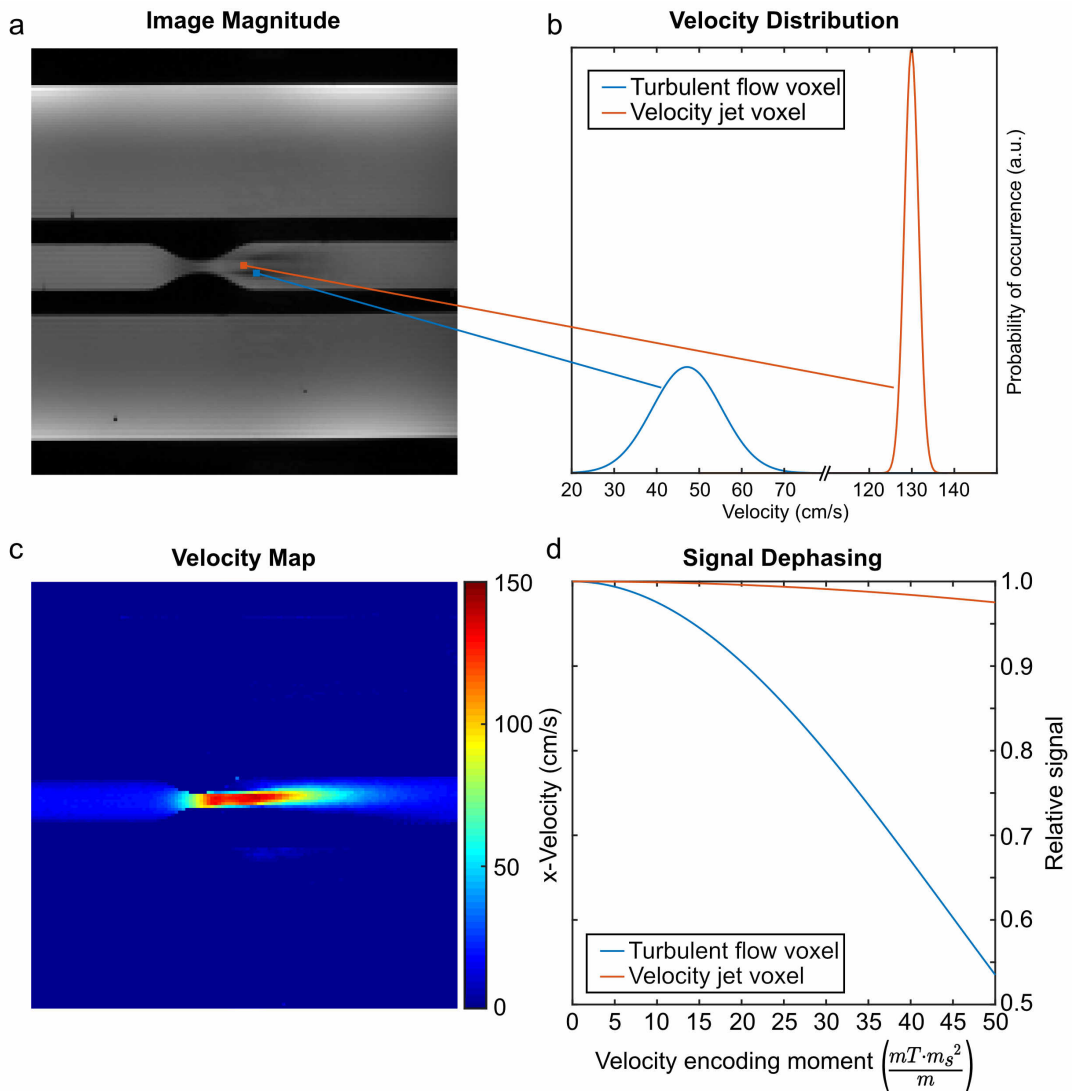 a
Image Magnitude
b
Velocity Distribution
Turbulent flow voxel
Velocity jet voxel
Probability of occurrence (a.u.)
20 30 40 50 60 70 120 130 140
Velocity (cm/s)
c
Velocity Map
150
100
50
0
x-Velocity (cm/s)
d
Signal Dephasing
1.0
0.9
0.8
0.7
0.6
0.5
Relative signal
Turbulent flow voxel
Velocity jet voxel
0 5 10 15 20 25 30 35 40 45 50
Velocity encoding moment (mT·ms²/m)